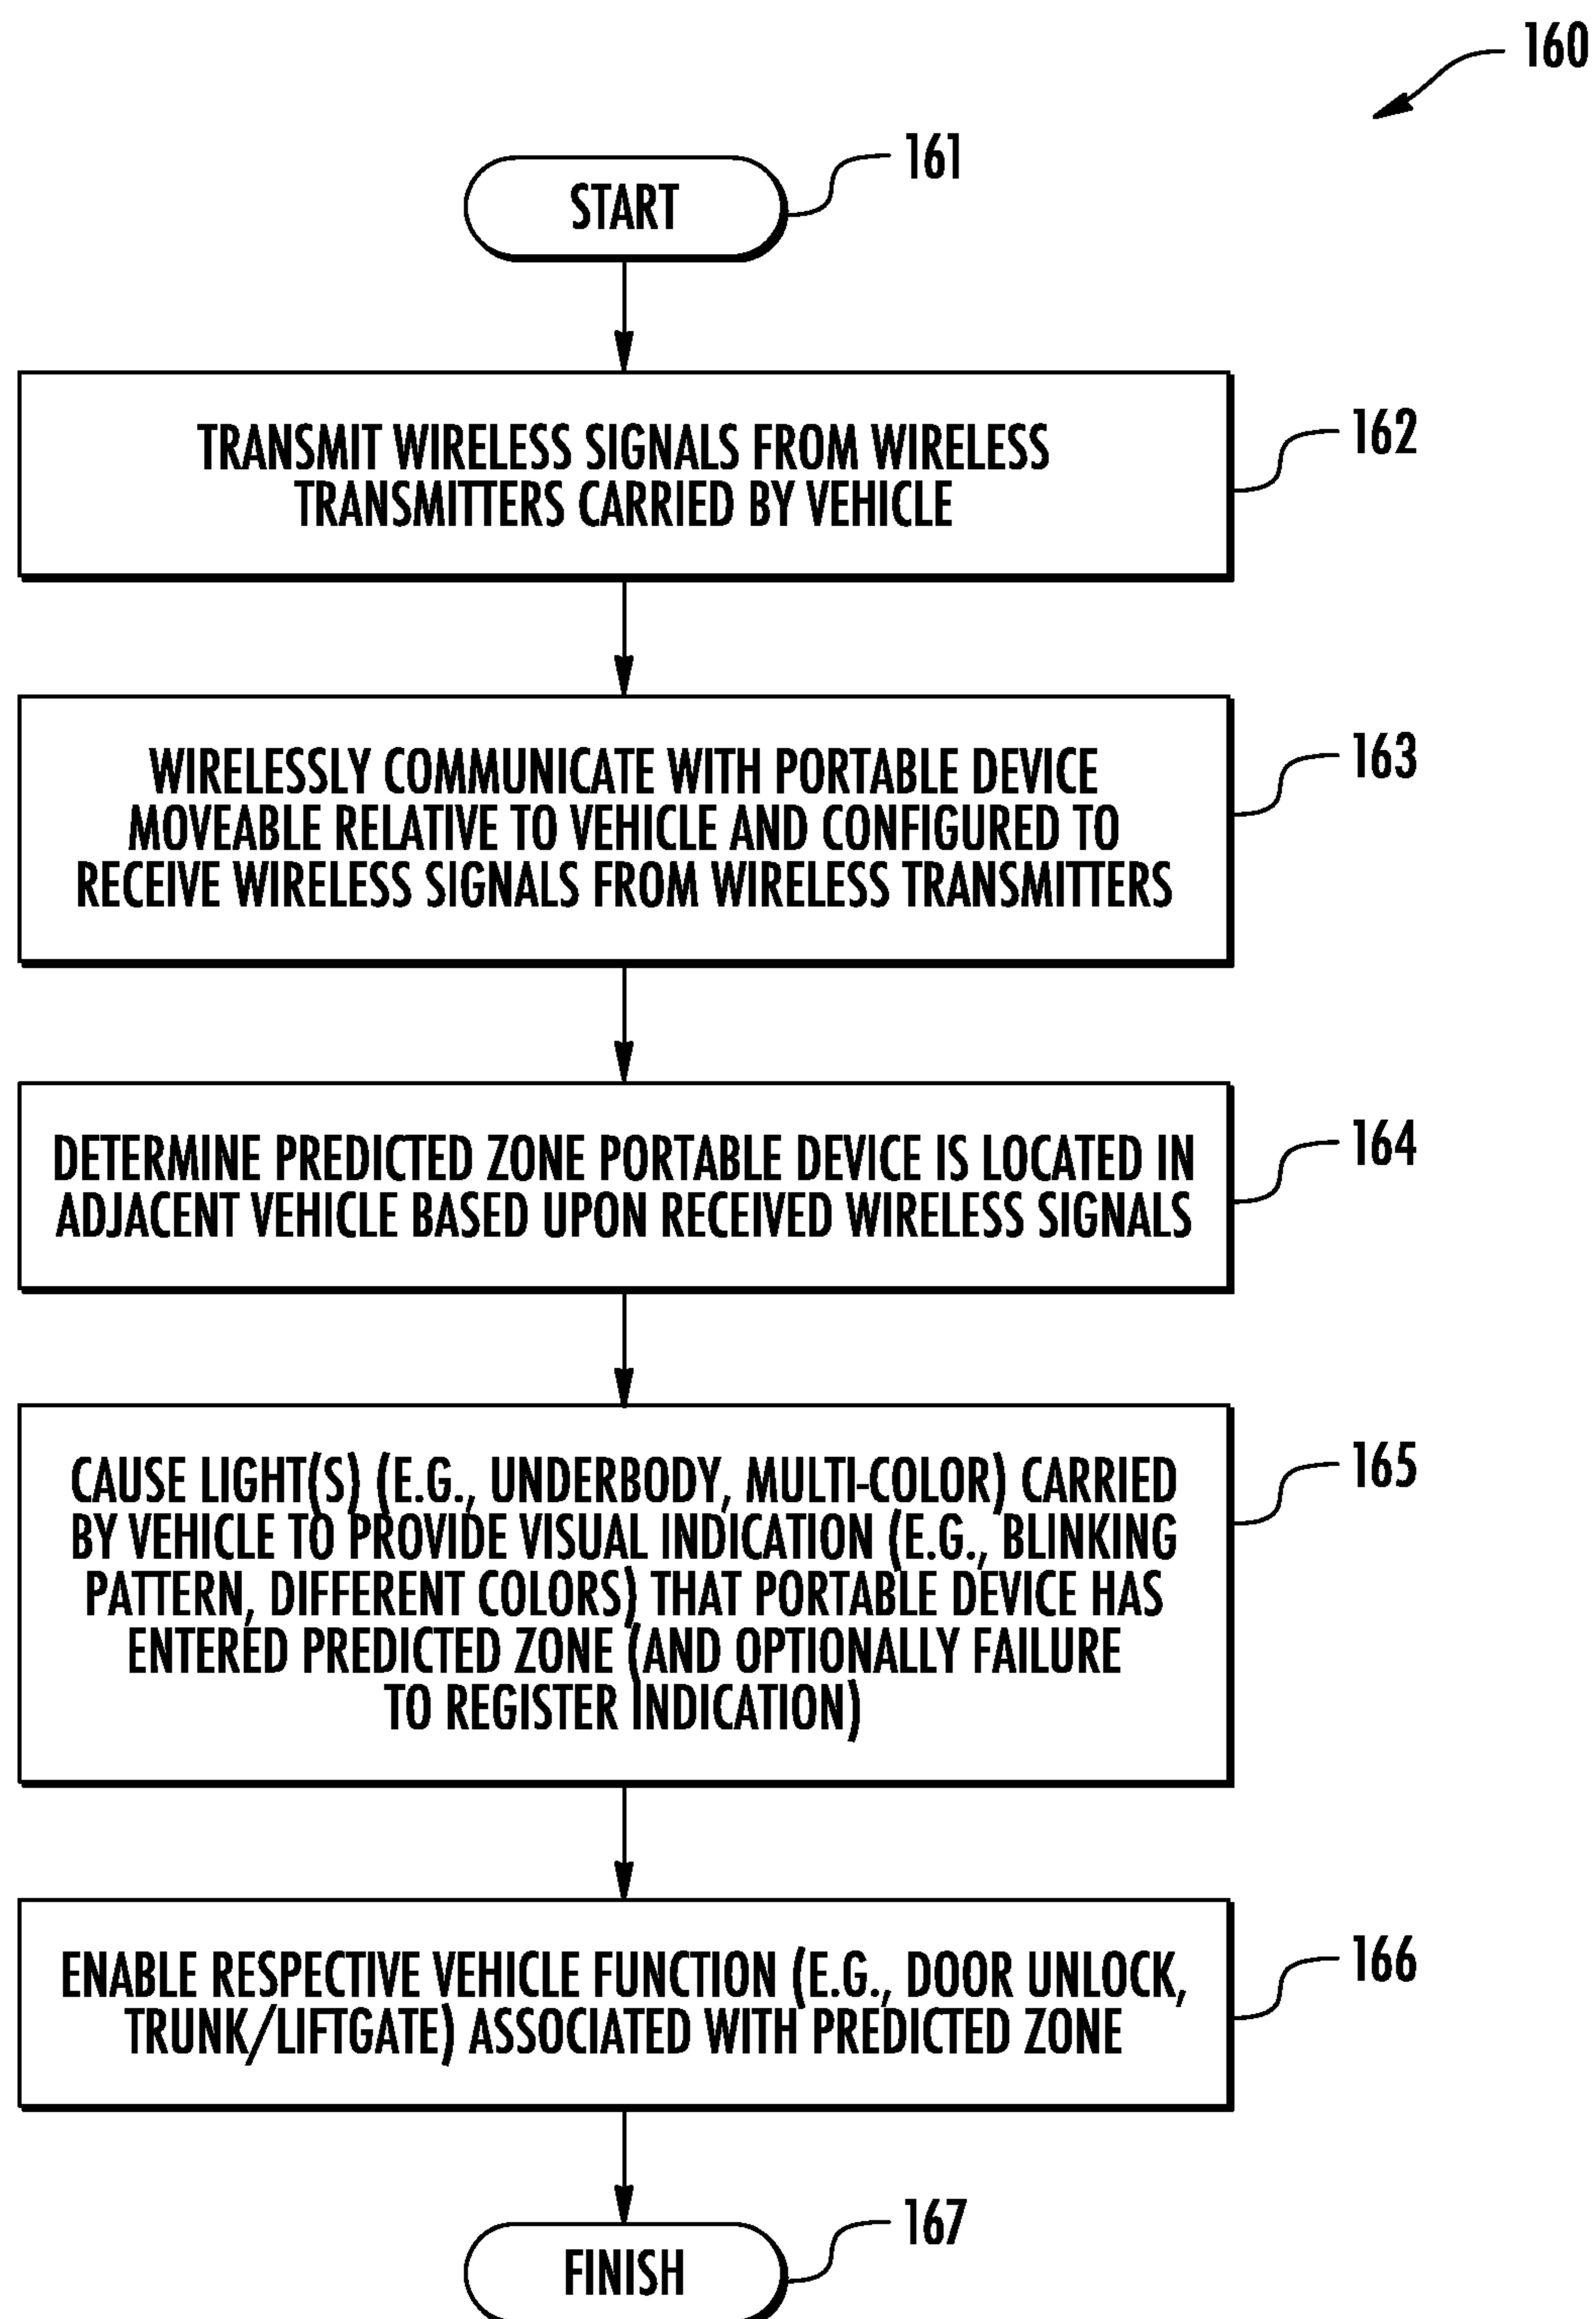 160
START
161
TRANSMIT WIRELESS SIGNALS FROM WIRELESS
TRANSMITTERS CARRIED BY VEHICLE
162
WIRELESSLY COMMUNICATE WITH PORTABLE DEVICE
MOVEABLE RELATIVE TO VEHICLE AND CONFIGURED TO
RECEIVE WIRELESS SIGNALS FROM WIRELESS TRANSMITTERS
163
DETERMINE PREDICTED ZONE PORTABLE DEVICE IS LOCATED IN
ADJACENT VEHICLE BASED UPON RECEIVED WIRELESS SIGNALS
164
CAUSE LIGHT(S) (E.G., UNDERBODY, MULTI-COLOR) CARRIED
BY VEHICLE TO PROVIDE VISUAL INDICATION (E.G., BLINKING
PATTERN, DIFFERENT COLORS) THAT PORTABLE DEVICE HAS
ENTERED PREDICTED ZONE (AND OPTIONALLY FAILURE
TO REGISTER INDICATION)
165
ENABLE RESPECTIVE VEHICLE FUNCTION (E.G., DOOR UNLOCK,
TRUNK/LIFTGATE) ASSOCIATED WITH PREDICTED ZONE
166
FINISH
167